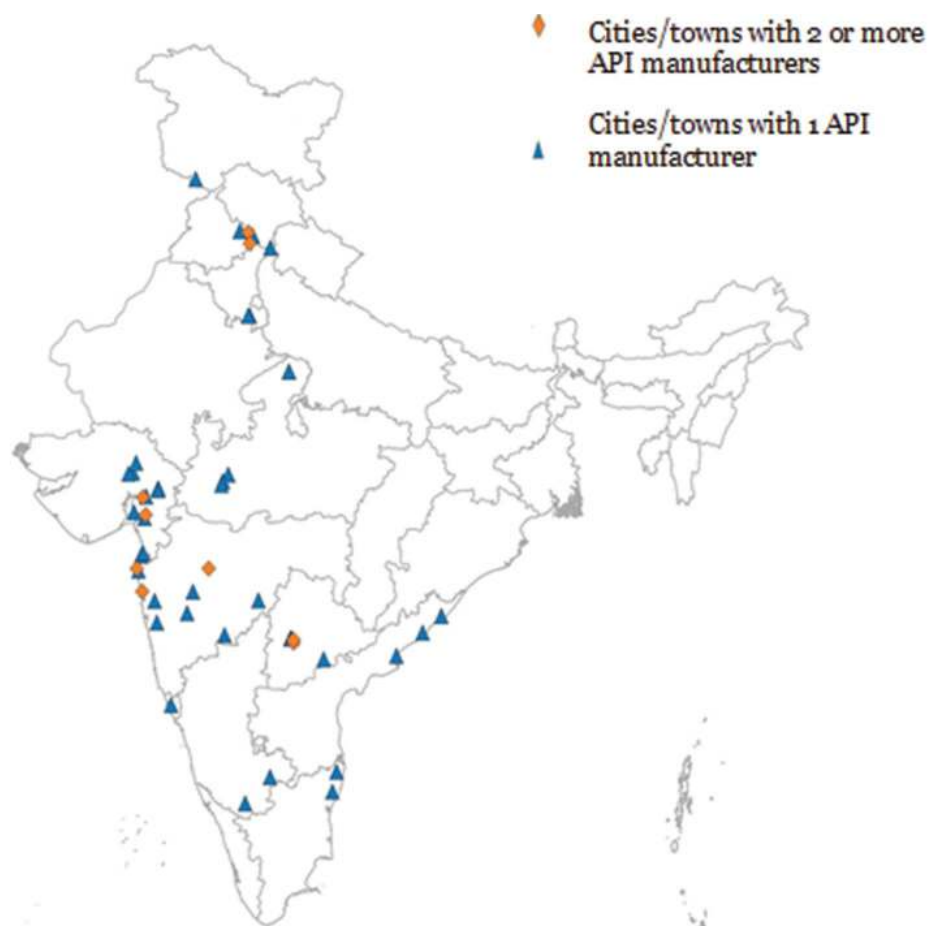 Cities/towns with 2 or more
API manufacturers
Cities/towns with 1 API
manufacturer